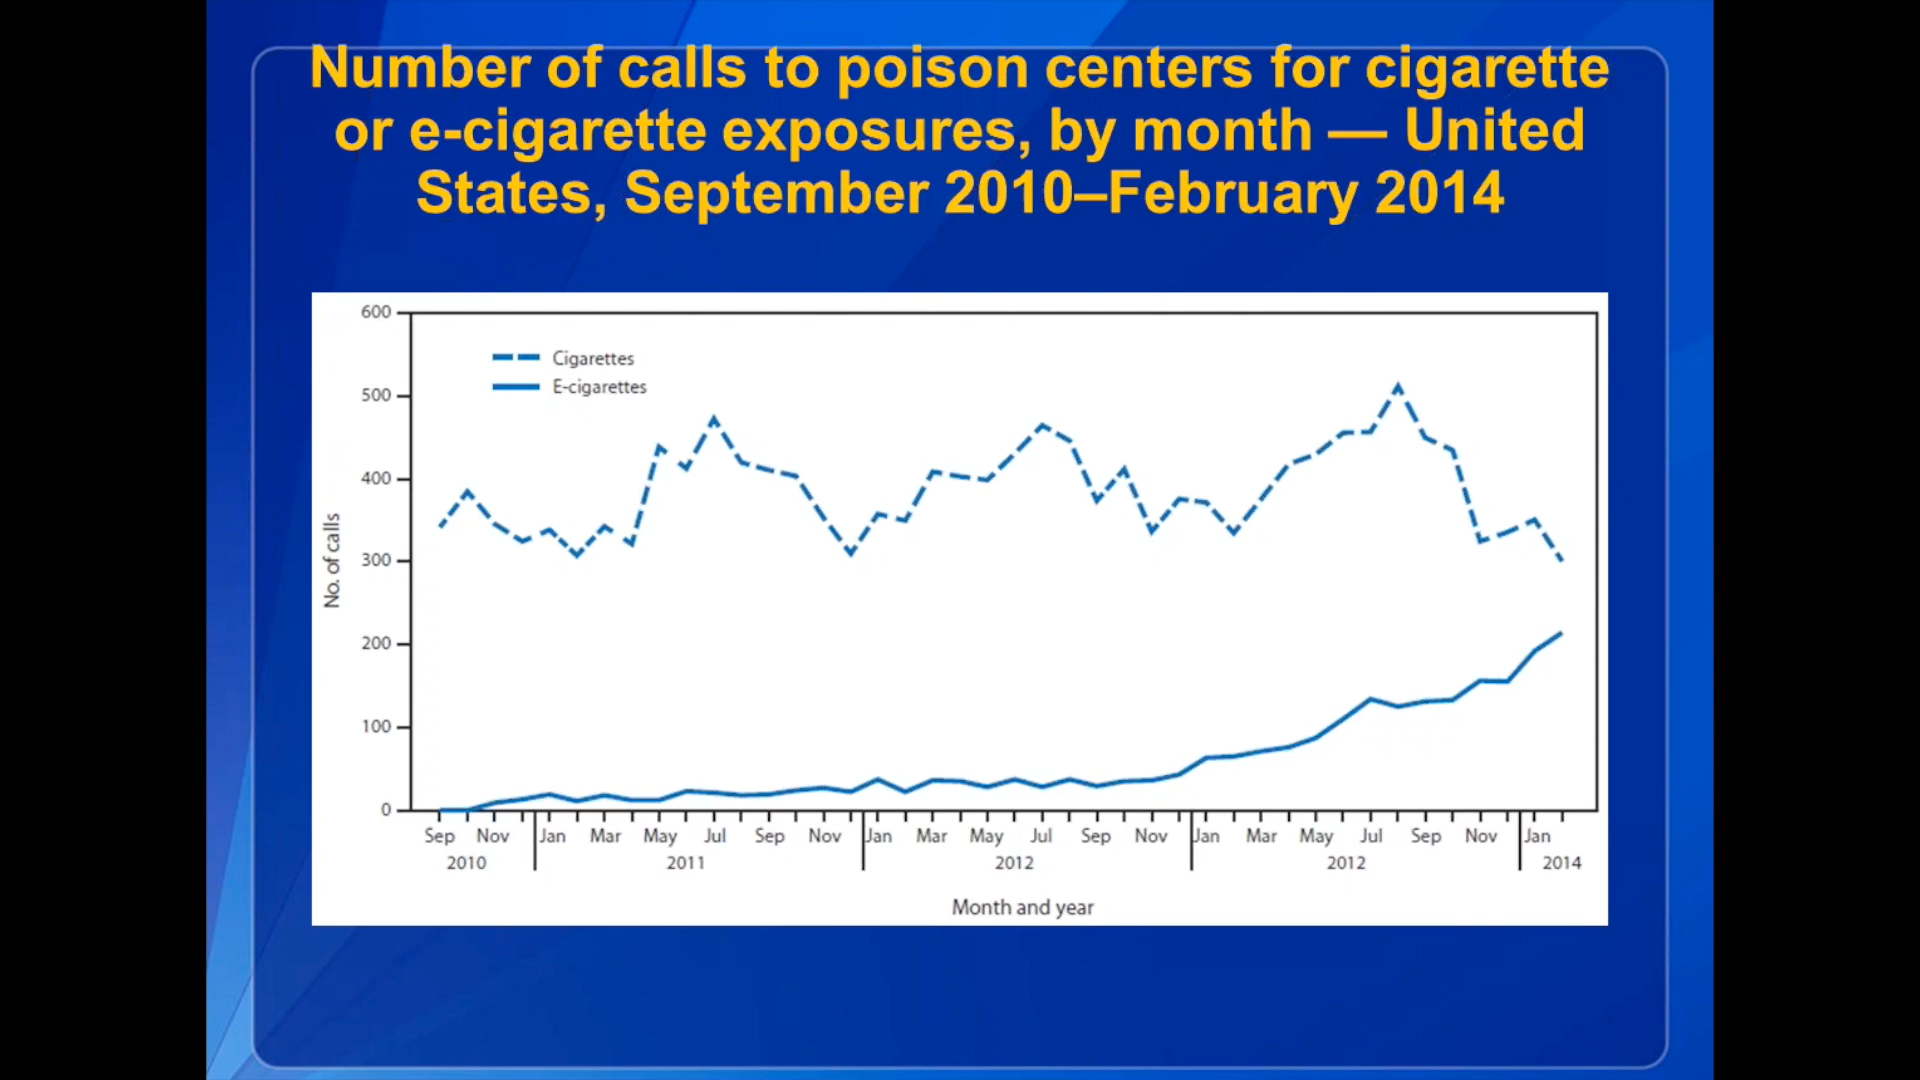 Number of calls to poison centers for cigarette
or e-cigarette exposures, by month — United
States, September 2010–February 2014
600
Cigarettes
E-cigarettes
500
400
300
200
100
0
No. of calls
Sep Nov Jan Mar May Jul Sep Nov Jan Mar May Jul Sep Nov Jan Mar May Jul Sep Nov Jan
2010 2011 2012 2012 2014
Month and year